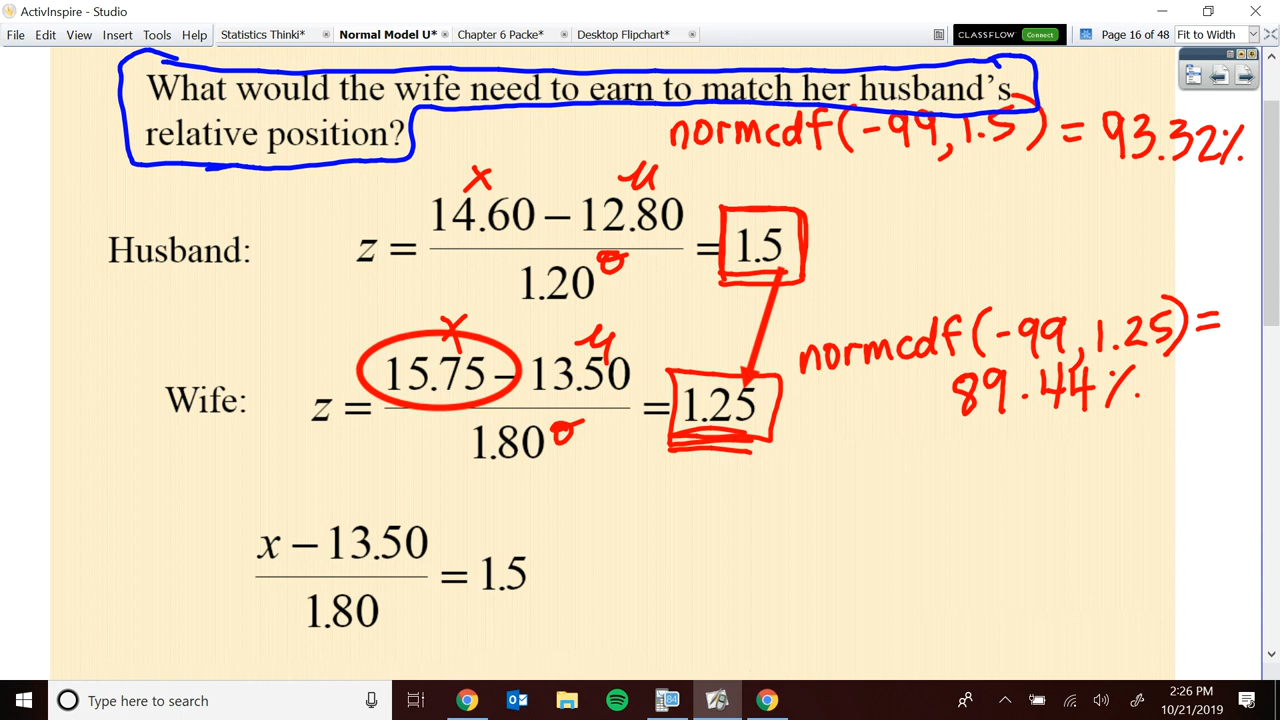 ActivInspire - Studio
File Edit View Insert Tools Help Statistics Thinki* Normal Model U* Chapter 6 Packe* Desktop Flipchart* CLASSFLOW Connect Page 16 of 48 Fit to Width
What would the wife need to earn to match her husband's
relative position?
normcdf(-99,1.5) = 93.32%
x μ
Husband: z = (14.60 − 12.80)/1.20 = 1.5
σ
x μ
Wife: z = (15.75 − 13.50)/1.80 = 1.25
σ
normcdf(-99,1.25) =
89.44%
(x − 13.50)/1.80 = 1.5
Type here to search
84
2:26 PM
10/21/2019